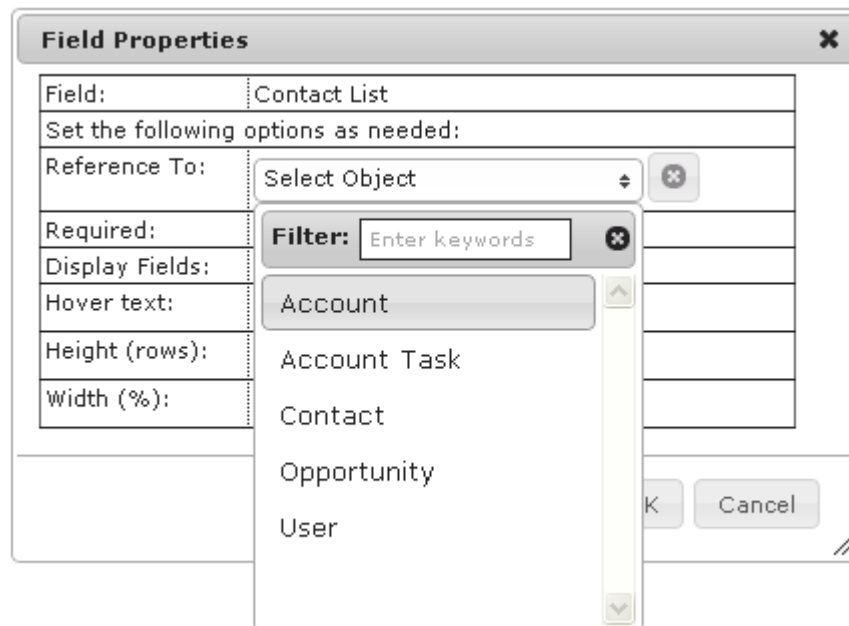 Field Properties
Field: Contact List
Set the following options as needed:
Reference To: Select Object
Required:
Filter: Enter keywords
Display Fields:
Hover text:
Account
Height (rows):
Account Task
Width (%):
Contact
Opportunity
K Cancel
User